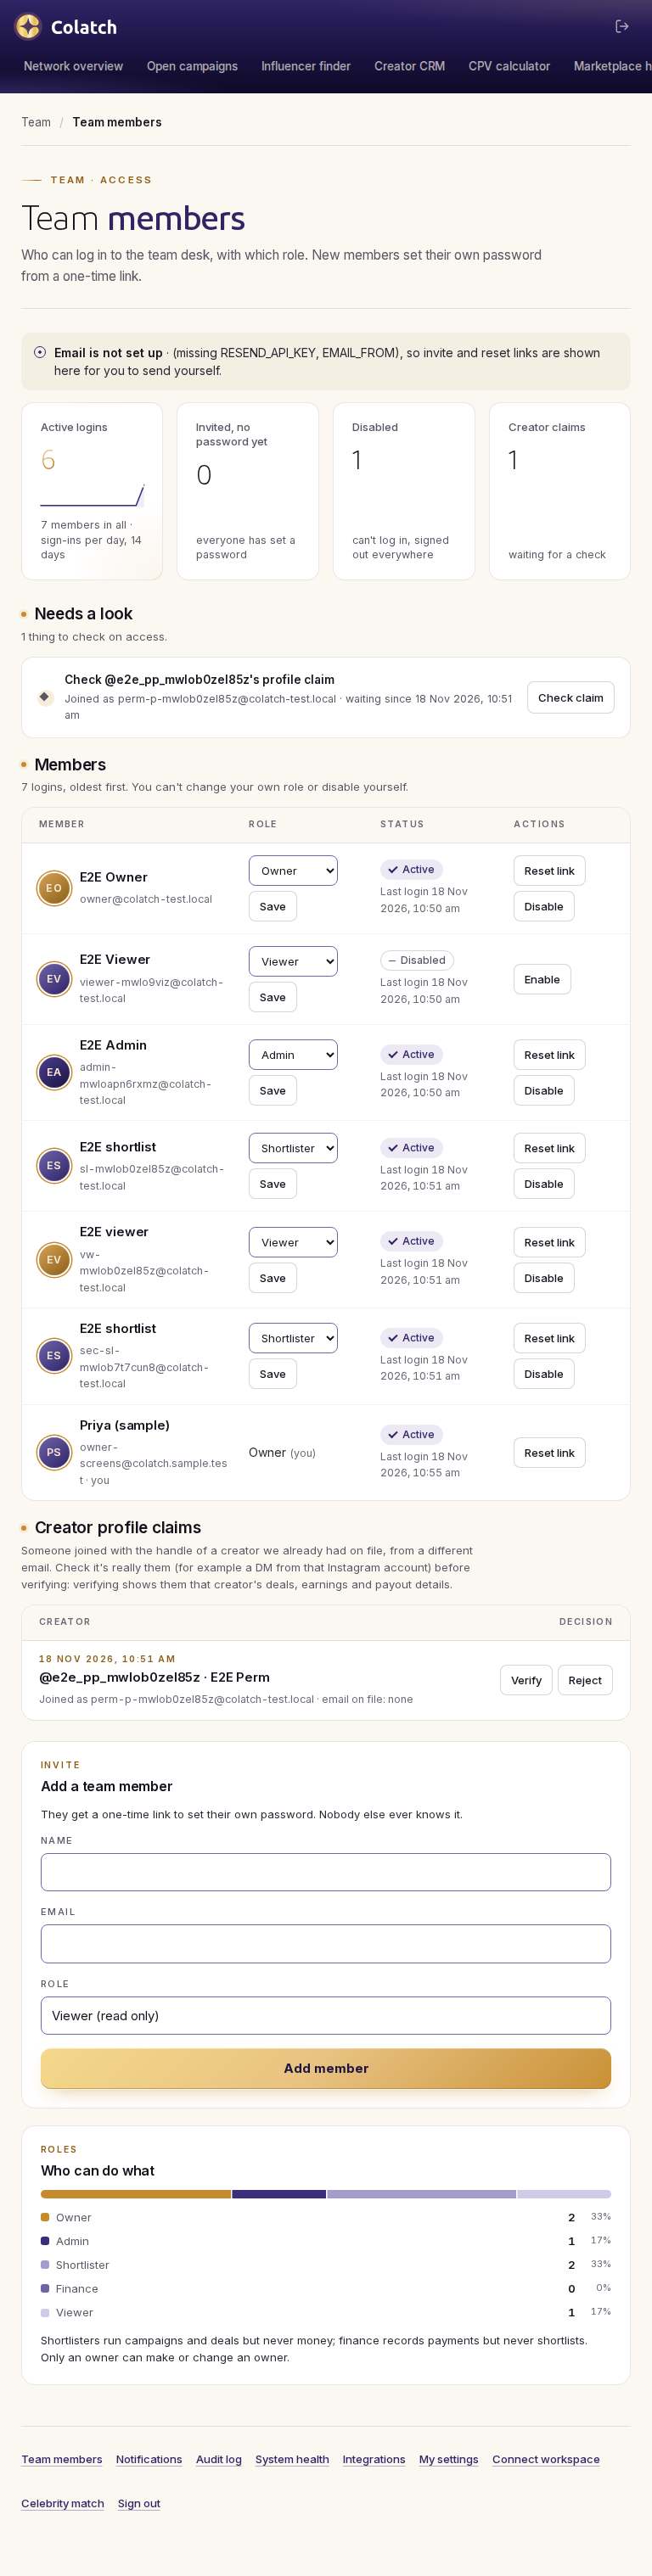 Colatch
Network overview Open campaigns Influencer finder Creator CRM CPV calculator Marketplace h
Team / Team members
TEAM · ACCESS
Team members
Who can log in to the team desk, with which role. New members set their own password
from a one-time link.
Email is not set up · (missing RESEND_API_KEY, EMAIL_FROM), so invite and reset links are shown
here for you to send yourself.
Active logins
6
7 members in all ·
sign-ins per day, 14
days
Invited, no
password yet
0
everyone has set a
password
Disabled
1
can't log in, signed
out everywhere
Creator claims
1
waiting for a check
Needs a look
1 thing to check on access.
Check @e2e_pp_mwlob0zel85z's profile claim
Joined as perm-p-mwlob0zel85z@colatch-test.local · waiting since 18 Nov 2026, 10:51
am
Check claim
Members
7 logins, oldest first. You can't change your own role or disable yourself.
MEMBER ROLE STATUS ACTIONS
EO
E2E Owner
owner@colatch-test.local
Owner
Save
Active
Last login 18 Nov
2026, 10:50 am
Reset link
Disable
EV
E2E Viewer
viewer-mwlo9viz@colatch-
test.local
Viewer
Save
Disabled
Last login 18 Nov
2026, 10:50 am
Enable
EA
E2E Admin
admin-
mwloapn6rxmz@colatch-
test.local
Admin
Save
Active
Last login 18 Nov
2026, 10:50 am
Reset link
Disable
ES
E2E shortlist
sl-mwlob0zel85z@colatch-
test.local
Shortlister
Save
Active
Last login 18 Nov
2026, 10:51 am
Reset link
Disable
EV
E2E viewer
vw-
mwlob0zel85z@colatch-
test.local
Viewer
Save
Active
Last login 18 Nov
2026, 10:51 am
Reset link
Disable
ES
E2E shortlist
sec-sl-
mwlob7t7cun8@colatch-
test.local
Shortlister
Save
Active
Last login 18 Nov
2026, 10:51 am
Reset link
Disable
PS
Priya (sample)
owner-
screens@colatch.sample.tes
t · you
Owner (you)
Active
Last login 18 Nov
2026, 10:55 am
Reset link
Creator profile claims
Someone joined with the handle of a creator we already had on file, from a different
email. Check it's really them (for example a DM from that Instagram account) before
verifying: verifying shows them that creator's deals, earnings and payout details.
CREATOR DECISION
18 NOV 2026, 10:51 AM
@e2e_pp_mwlob0zel85z · E2E Perm
Joined as perm-p-mwlob0zel85z@colatch-test.local · email on file: none
Verify Reject
INVITE
Add a team member
They get a one-time link to set their own password. Nobody else ever knows it.
NAME
EMAIL
ROLE
Viewer (read only)
Add member
ROLES
Who can do what
Owner 2 33%
Admin 1 17%
Shortlister 2 33%
Finance 0 0%
Viewer 1 17%
Shortlisters run campaigns and deals but never money; finance records payments but never shortlists.
Only an owner can make or change an owner.
Team members Notifications Audit log System health Integrations My settings Connect workspace
Celebrity match Sign out